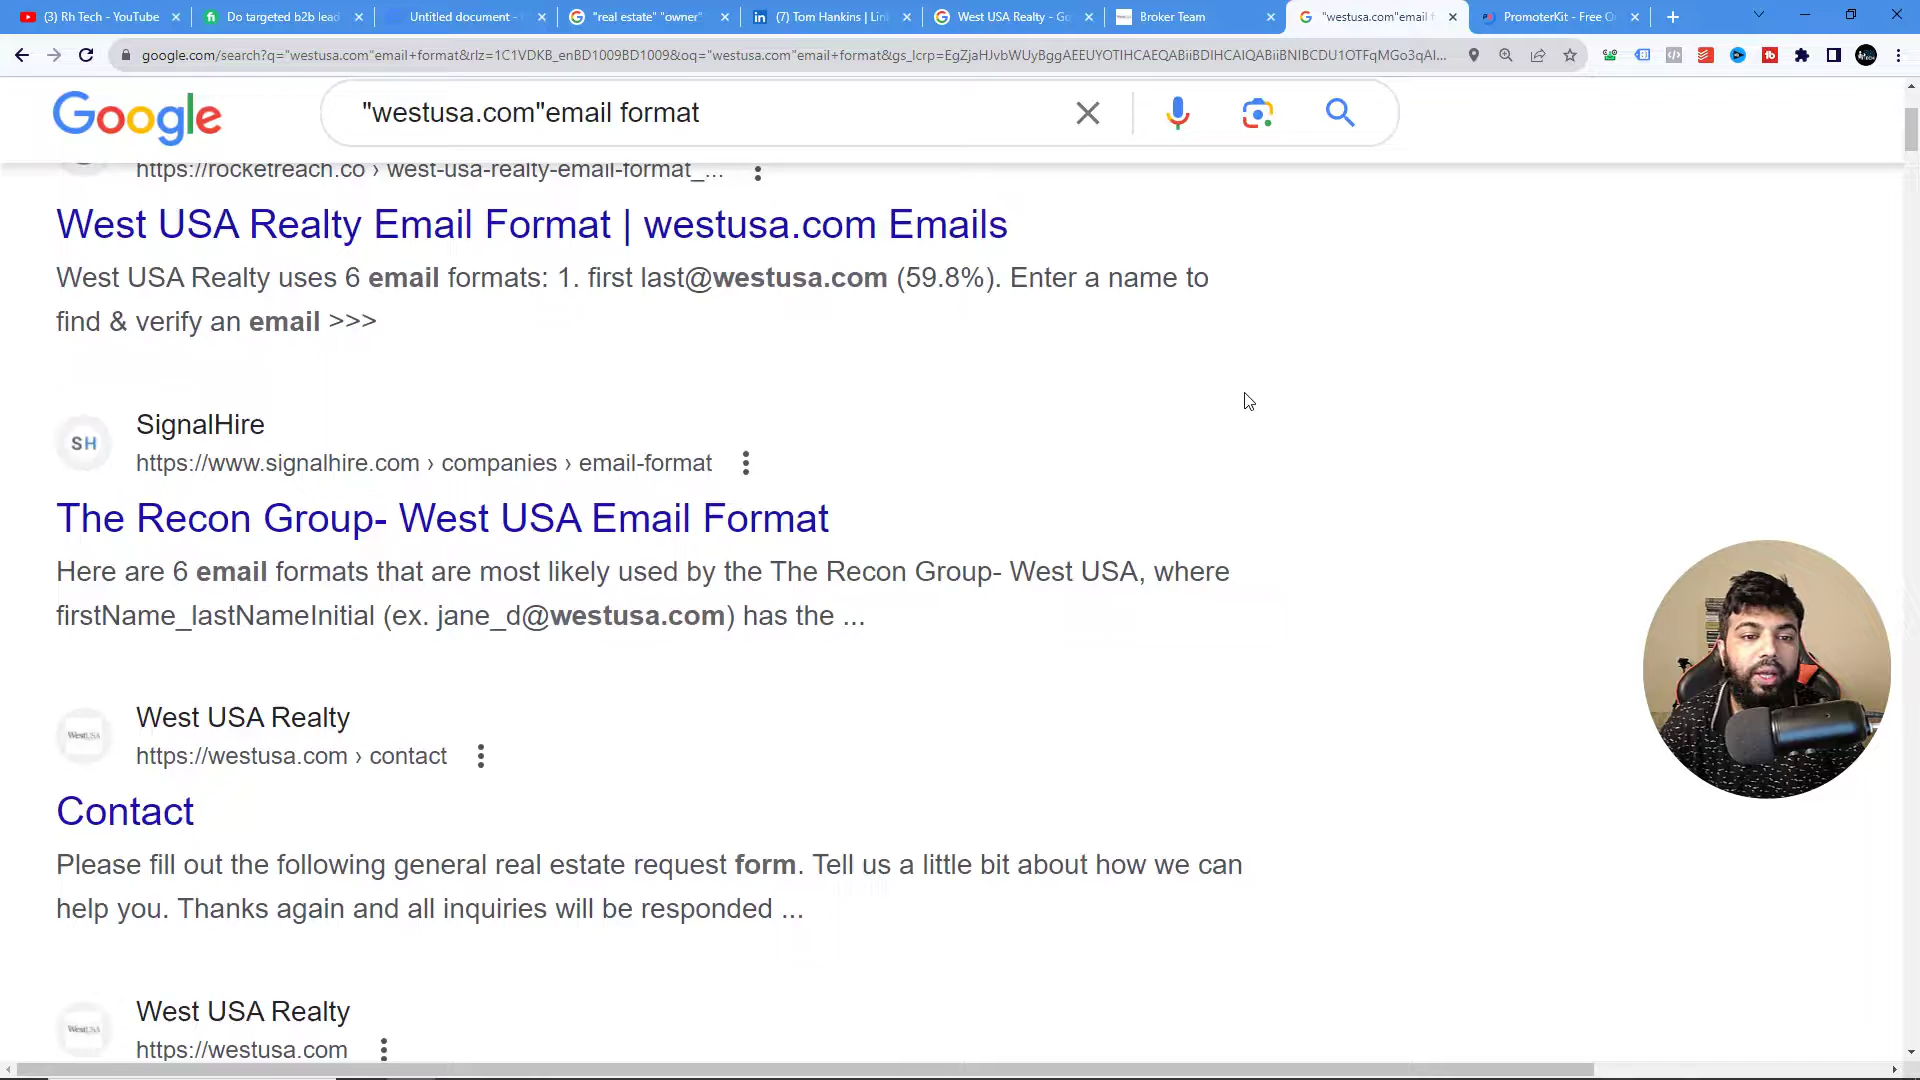 (3) Rh Tech - YouTube
Do targeted b2b lead
Untitled document -
"real estate" "owner"
(7) Tom Hankins | Lin
West USA Realty - Go
Broker Team
"westusa.com"email f
PromoterKit - Free O
google.com/search?q="westusa.com"email+format&rlz=1C1VDKB_enBD1009BD1009&oq="westusa.com"email+format&gs_lcrp=EgZjaHJvbWUyBggAEEUYOTIHCAEQABiiBDIHCAIQABiiBNIBCDU1OTFqMGo3qAI...
Google
"westusa.com"email format
https://rocketreach.co › west-usa-realty-email-format_...
West USA Realty Email Format | westusa.com Emails
West USA Realty uses 6 email formats: 1. first last@westusa.com (59.8%). Enter a name to
find & verify an email >>>
SH
SignalHire
https://www.signalhire.com › companies › email-format
The Recon Group- West USA Email Format
Here are 6 email formats that are most likely used by the The Recon Group- West USA, where
firstName_lastNameInitial (ex. jane_d@westusa.com) has the ...
WestUSA
West USA Realty
https://westusa.com › contact
Contact
Please fill out the following general real estate request form. Tell us a little bit about how we can
help you. Thanks again and all inquiries will be responded ...
WestUSA
West USA Realty
https://westusa.com